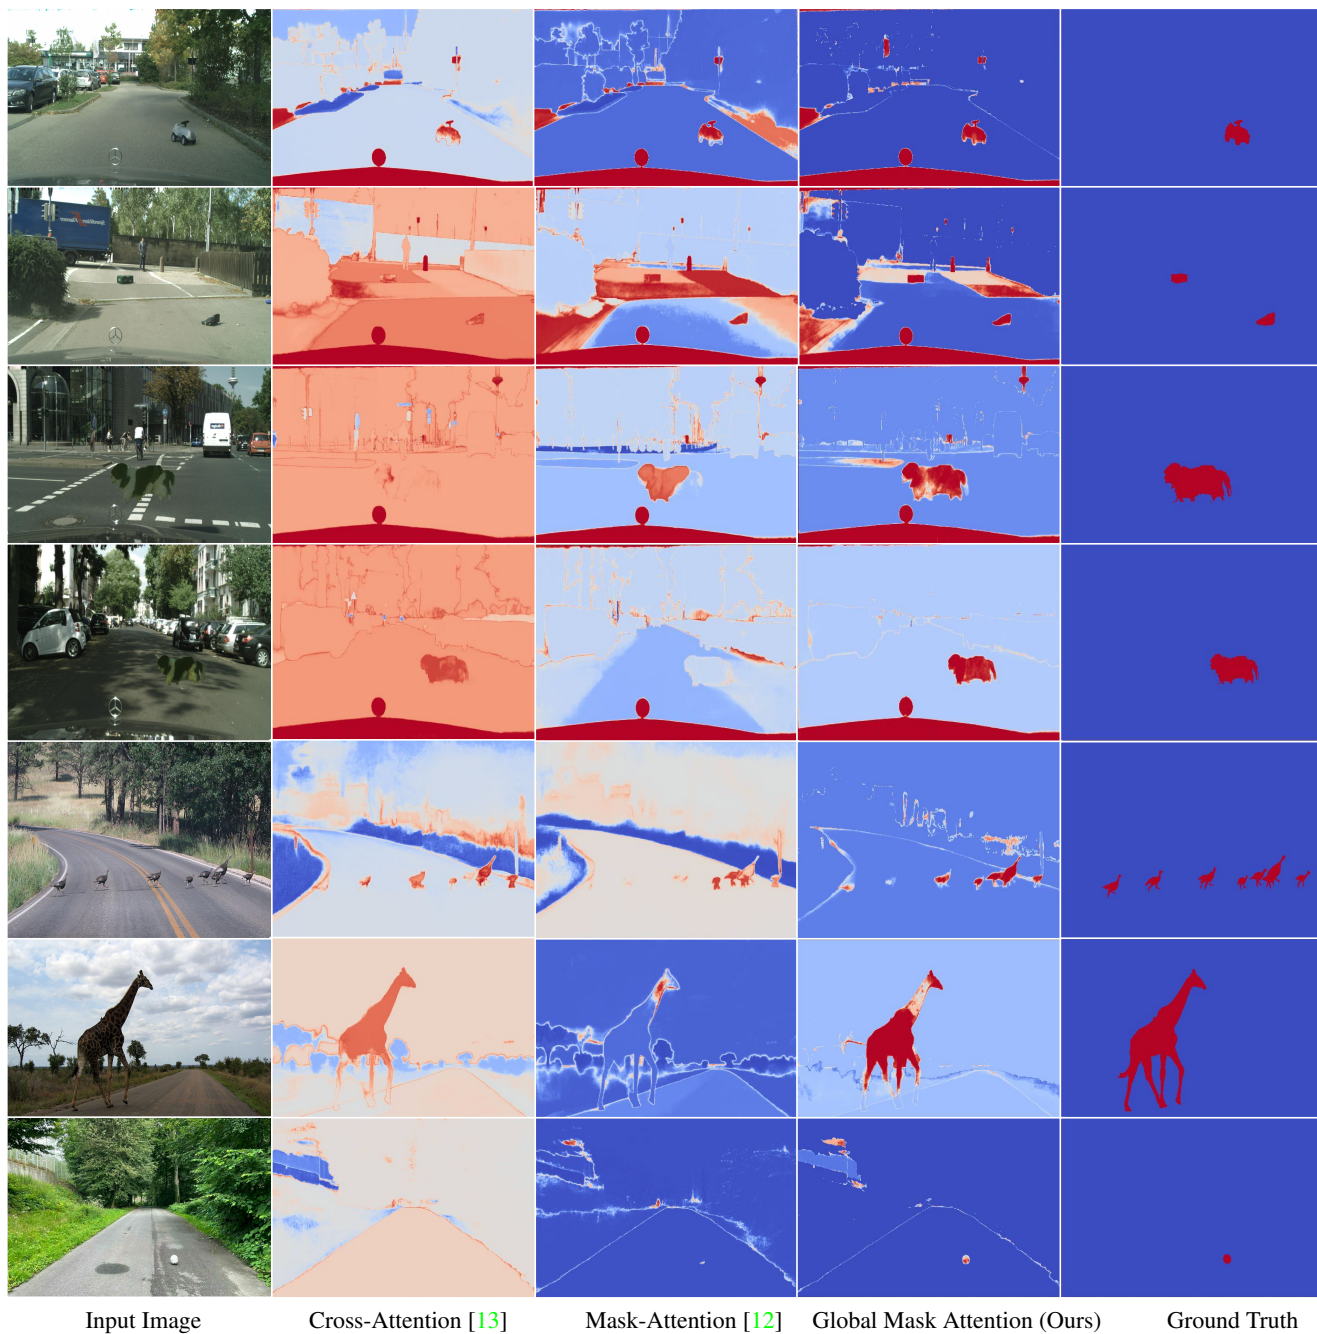 Input Image
Cross-Attention [13]
Mask-Attention [12]
Global Mask Attention (Ours)
Ground Truth